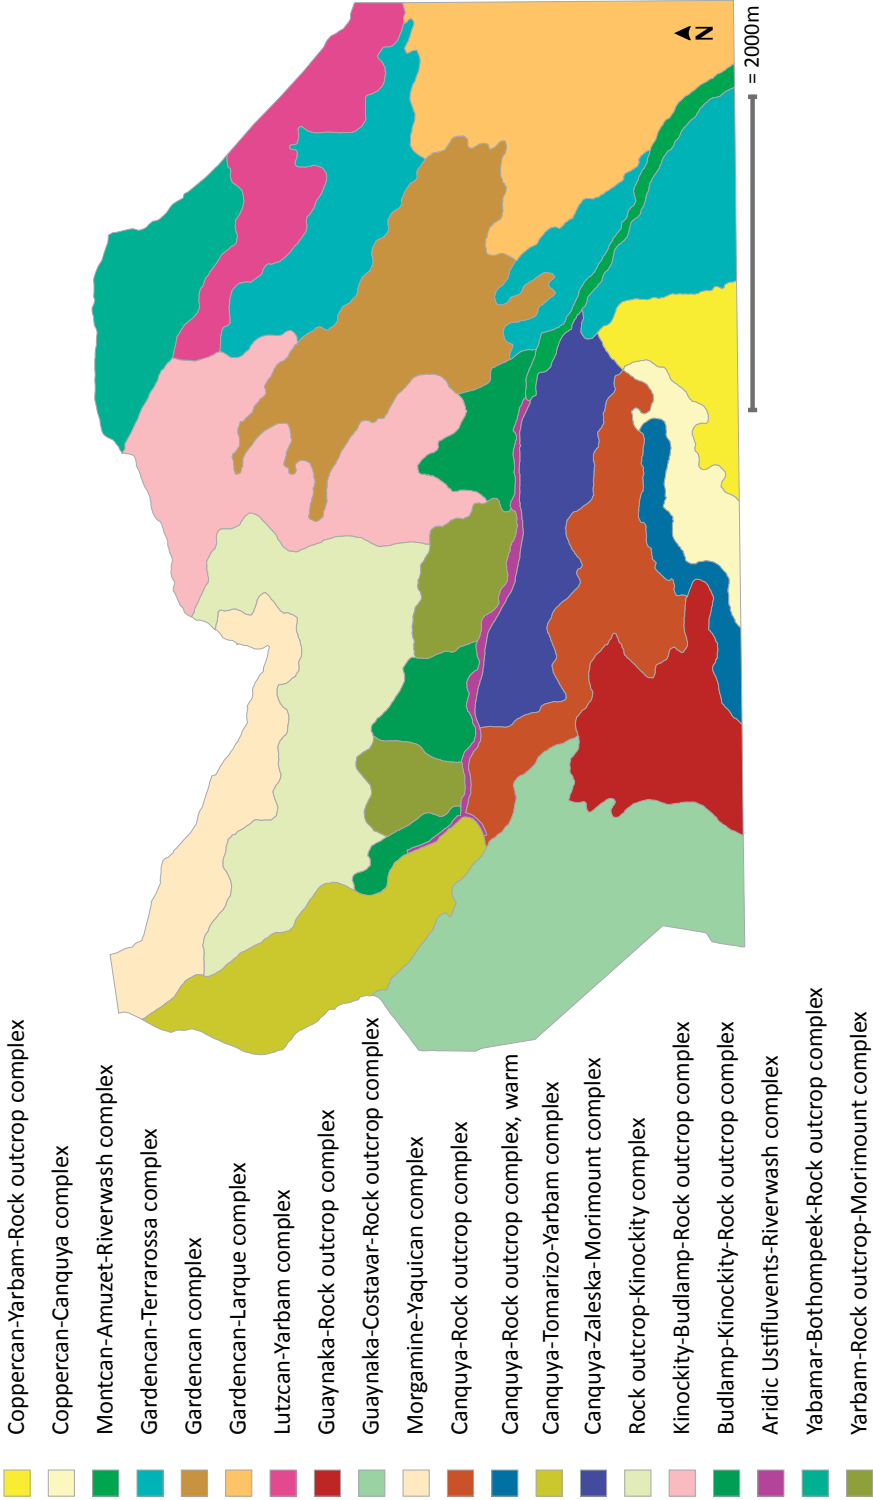 N
= 2000m
Coppercan-Yarbam-Rock outcrop complex
Coppercan-Canquya complex
Montcan-Amuzet-Riverwash complex
Gardencan-Terrarossa complex
Gardencan complex
Gardencan-Larque complex
Lutzcan-Yarbam complex
Guaynaka-Rock outcrop complex
Guaynaka-Costavar-Rock outcrop complex
Morgamine-Yaquican complex
Canquya-Rock outcrop complex
Canquya-Rock outcrop complex, warm
Canquya-Tomarizo-Yarbam complex
Canquya-Zaleska-Morimount complex
Rock outcrop-Kinockity complex
Kinockity-Budlamp-Rock outcrop complex
Budlamp-Kinockity-Rock outcrop complex
Aridic Ustifluvents-Riverwash complex
Yabamar-Bothompeek-Rock outcrop complex
Yarbam-Rock outcrop-Morimount complex